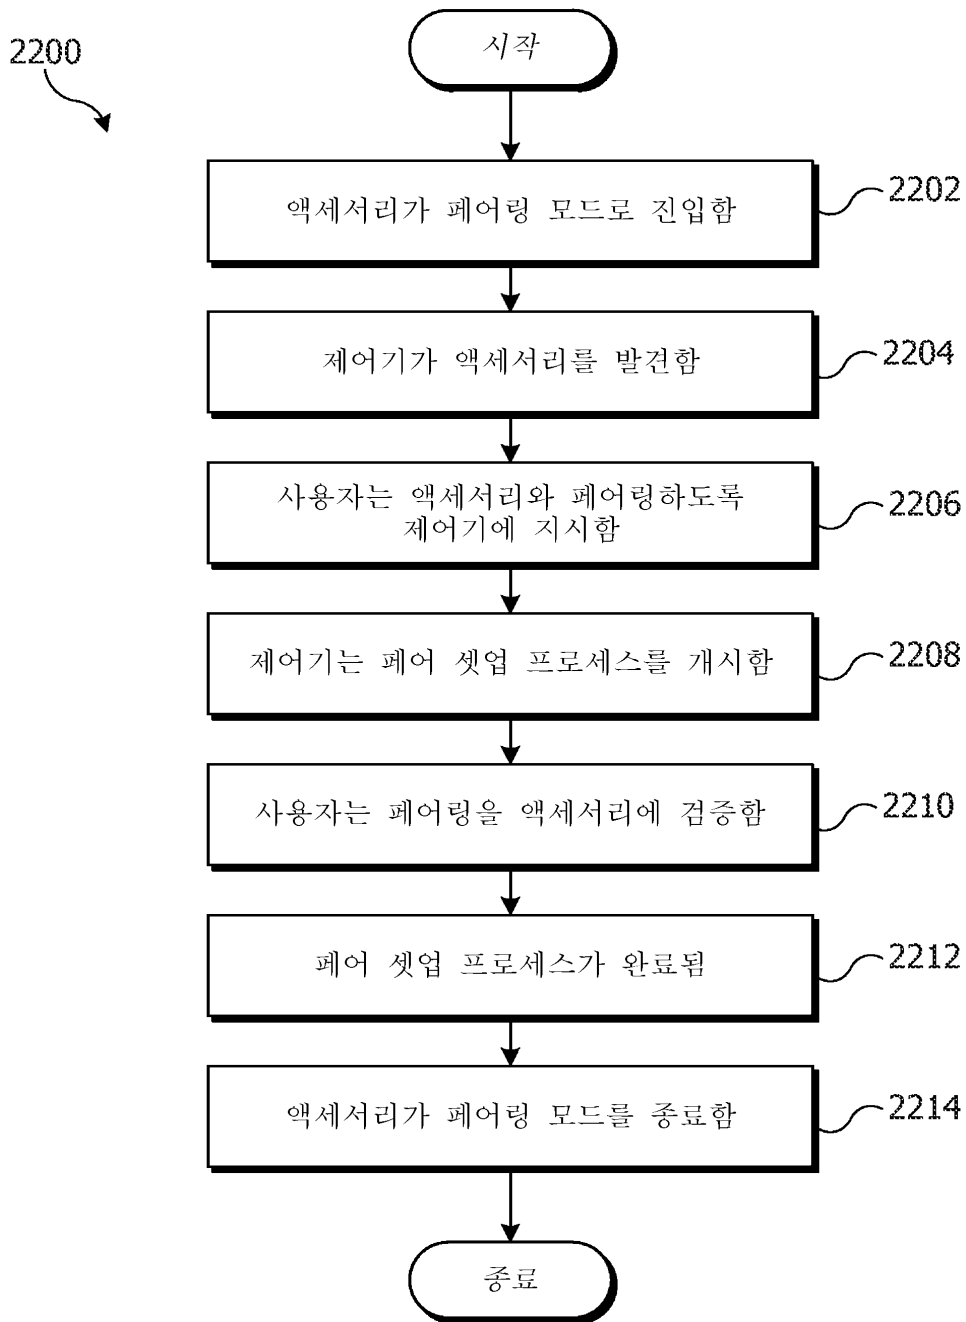 2200
시작
액세서리가 페어링 모드로 진입함
2202
제어기가 액세서리를 발견함
2204
사용자는 액세서리와 페어링하도록
제어기에 지시함
2206
제어기는 페어 셋업 프로세스를 개시함
2208
사용자는 페어링을 액세서리에 검증함
2210
페어 셋업 프로세스가 완료됨
2212
액세서리가 페어링 모드를 종료함
2214
종료